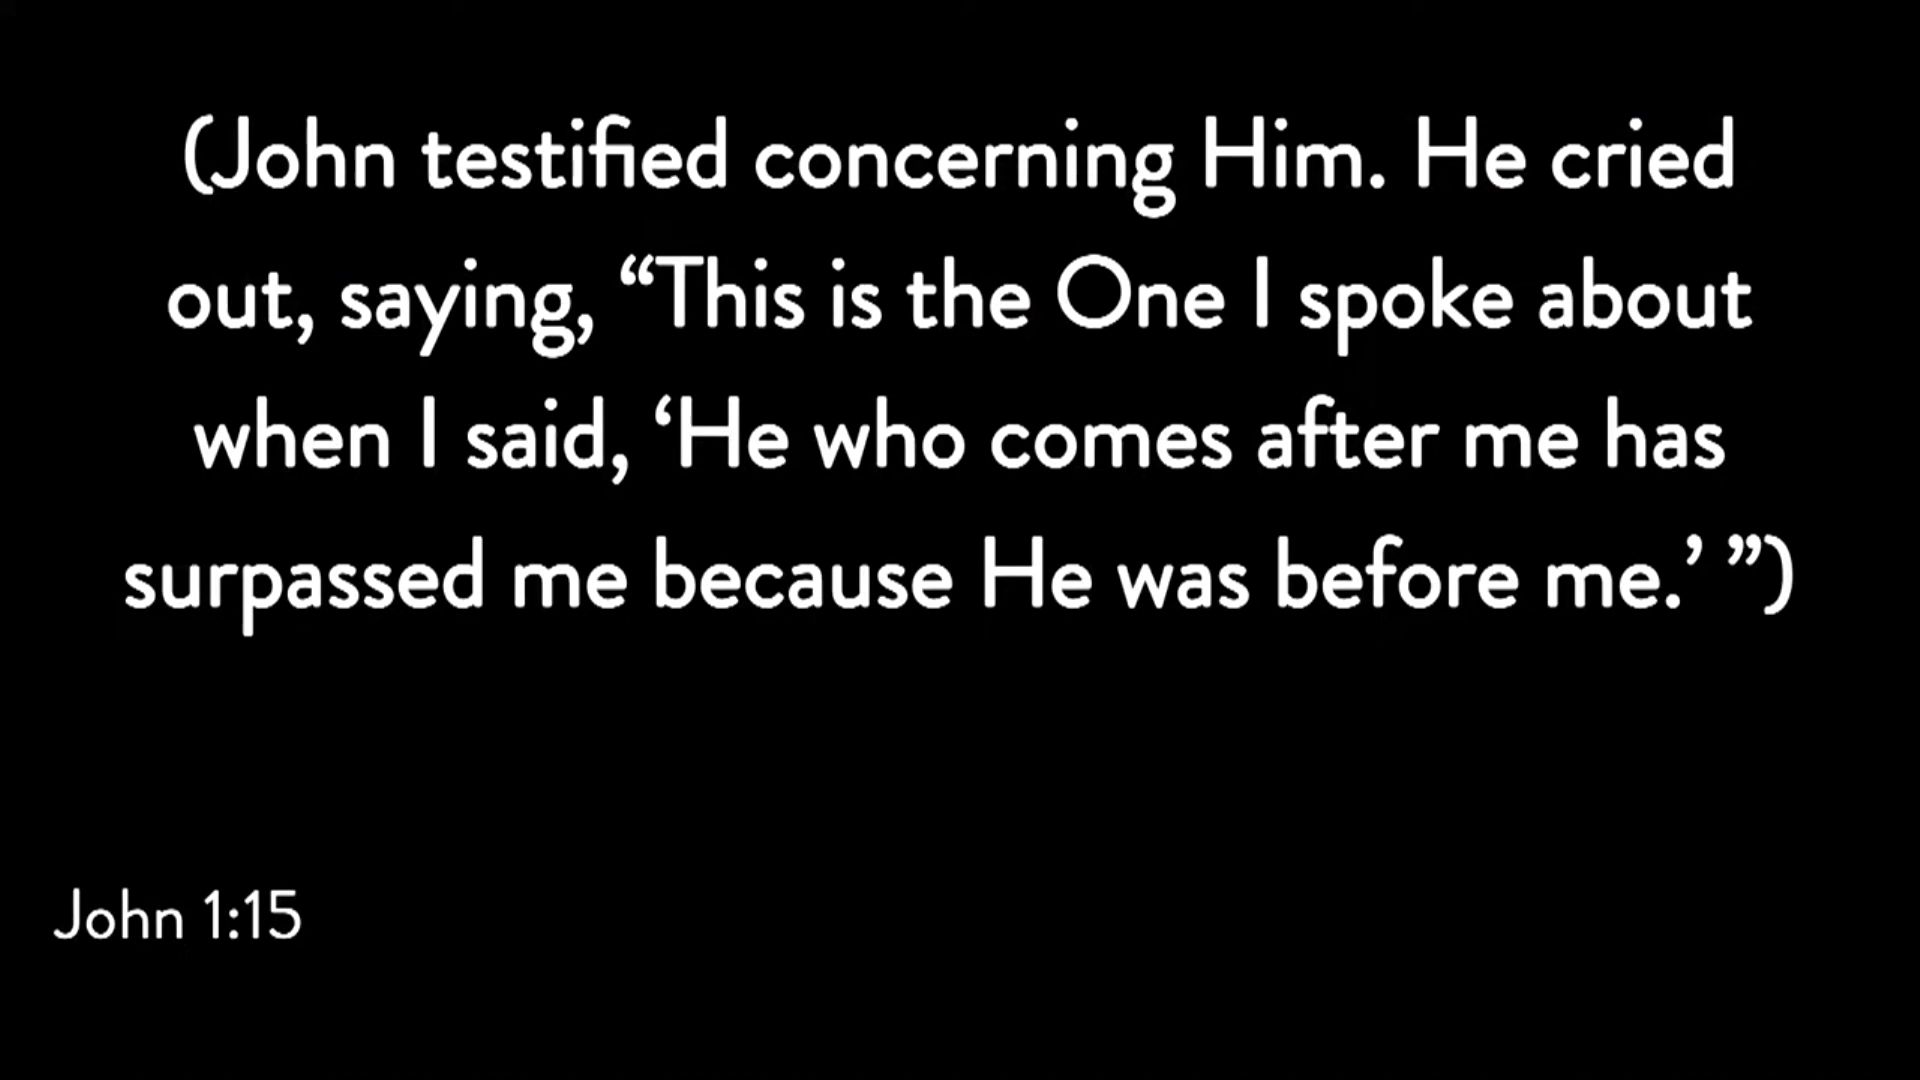 (John testified concerning Him. He cried
out, saying, “This is the One I spoke about
when I said, ‘He who comes after me has
surpassed me because He was before me.’ ”)
John 1:15